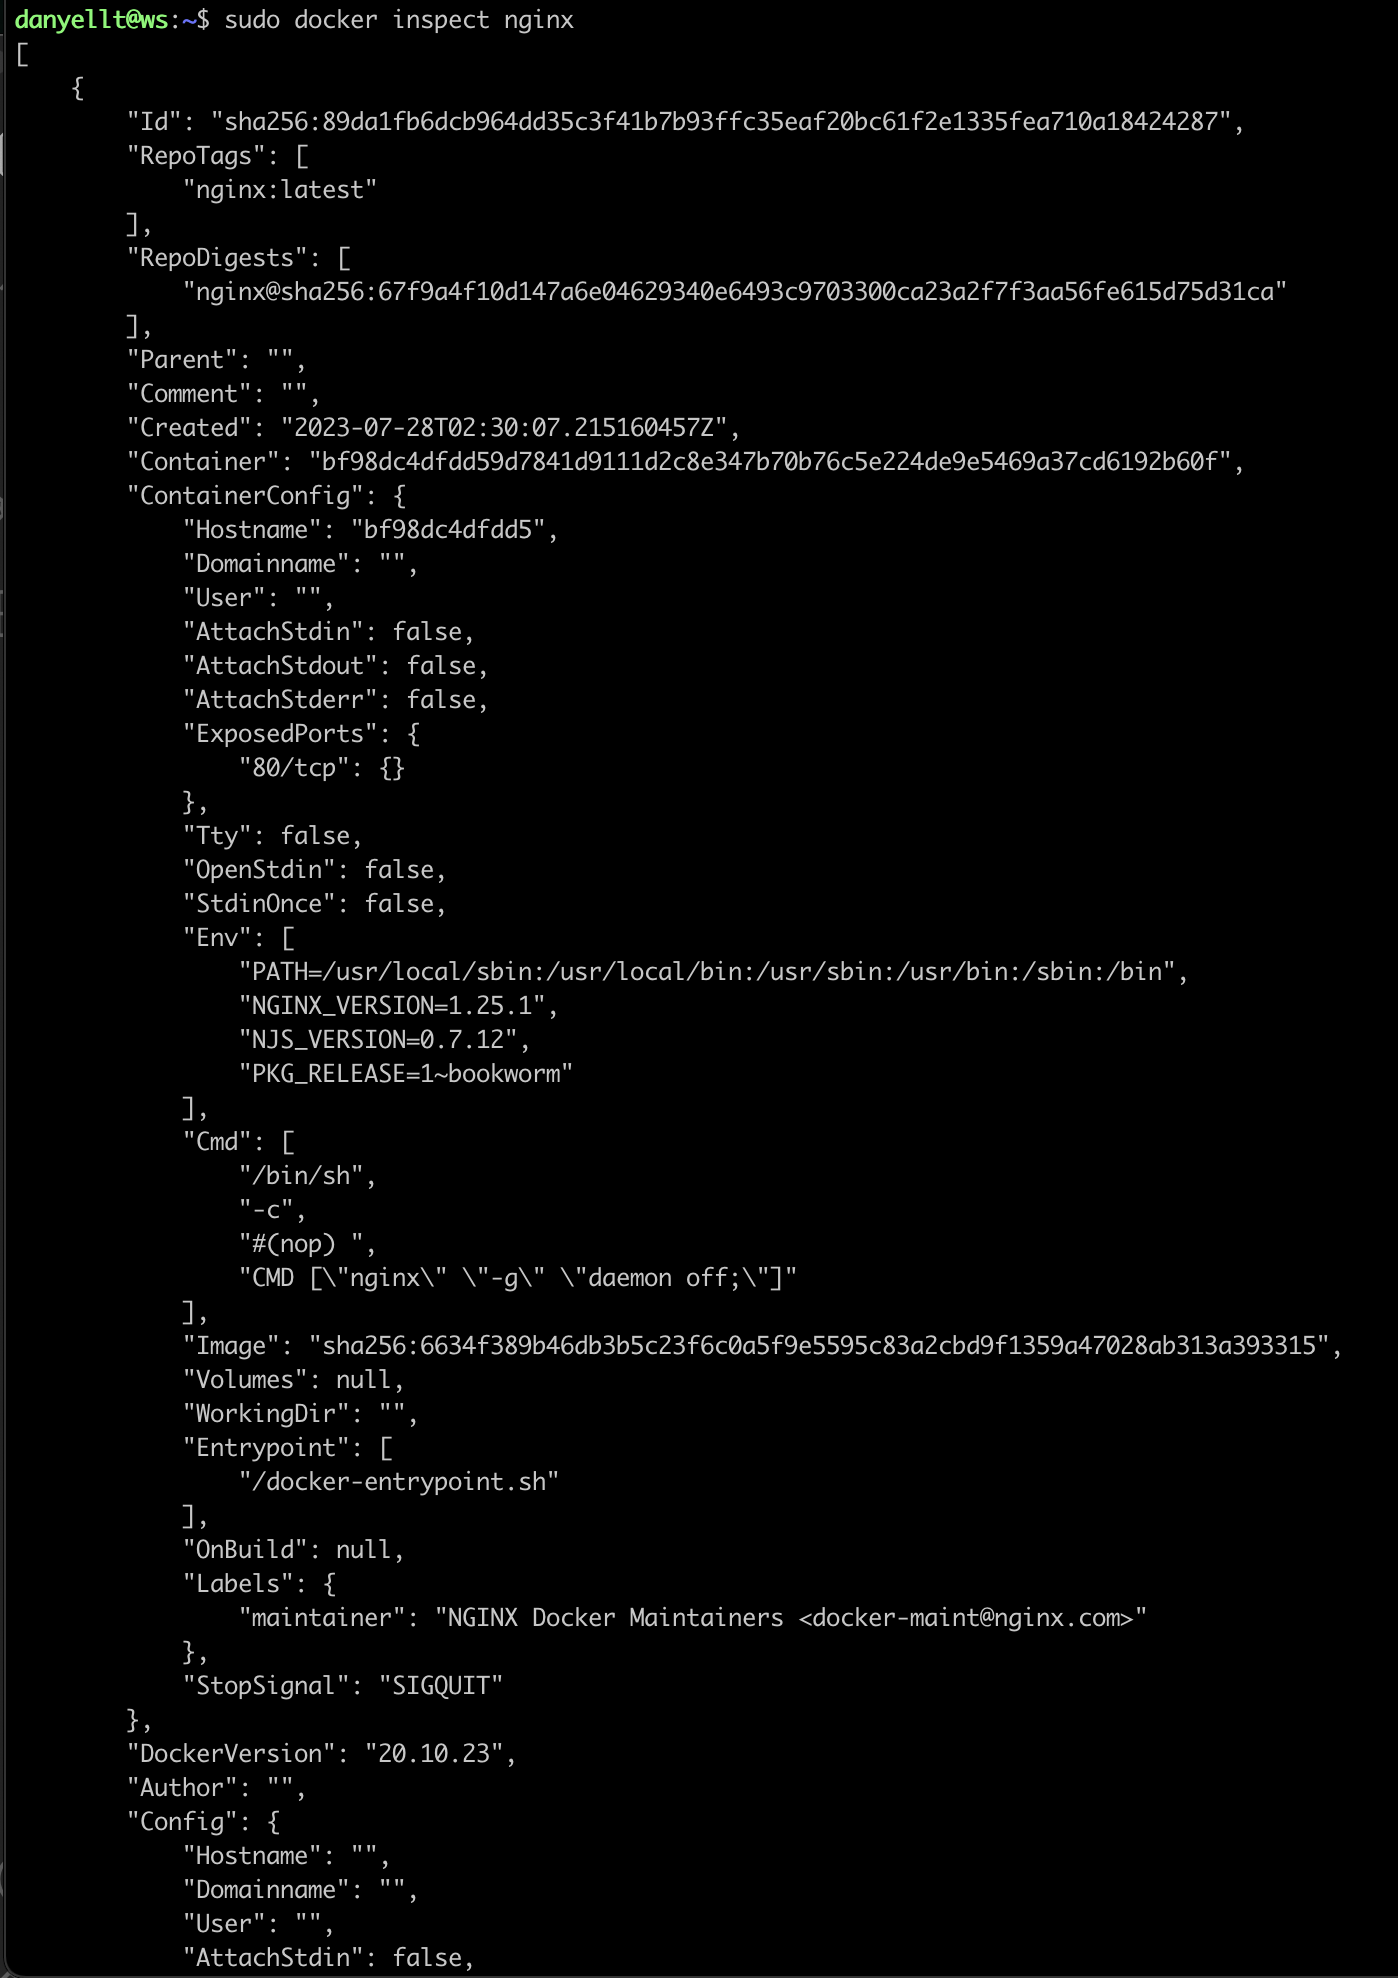 danyellt@ws:~$ sudo docker inspect nginx
[
    {
        "Id": "sha256:89da1fb6dcb964dd35c3f41b7b93ffc35eaf20bc61f2e1335fea710a18424287",
        "RepoTags": [
            "nginx:latest"
        ],
        "RepoDigests": [
            "nginx@sha256:67f9a4f10d147a6e04629340e6493c9703300ca23a2f7f3aa56fe615d75d31ca"
        ],
        "Parent": "",
        "Comment": "",
        "Created": "2023-07-28T02:30:07.215160457Z",
        "Container": "bf98dc4dfdd59d7841d9111d2c8e347b70b76c5e224de9e5469a37cd6192b60f",
        "ContainerConfig": {
            "Hostname": "bf98dc4dfdd5",
            "Domainname": "",
            "User": "",
            "AttachStdin": false,
            "AttachStdout": false,
            "AttachStderr": false,
            "ExposedPorts": {
                "80/tcp": {}
            },
            "Tty": false,
            "OpenStdin": false,
            "StdinOnce": false,
            "Env": [
                "PATH=/usr/local/sbin:/usr/local/bin:/usr/sbin:/usr/bin:/sbin:/bin",
                "NGINX_VERSION=1.25.1",
                "NJS_VERSION=0.7.12",
                "PKG_RELEASE=1~bookworm"
            ],
            "Cmd": [
                "/bin/sh",
                "-c",
                "#(nop) ",
                "CMD [\"nginx\" \"-g\" \"daemon off;\"]"
            ],
            "Image": "sha256:6634f389b46db3b5c23f6c0a5f9e5595c83a2cbd9f1359a47028ab313a393315",
            "Volumes": null,
            "WorkingDir": "",
            "Entrypoint": [
                "/docker-entrypoint.sh"
            ],
            "OnBuild": null,
            "Labels": {
                "maintainer": "NGINX Docker Maintainers <docker-maint@nginx.com>"
            },
            "StopSignal": "SIGQUIT"
        },
        "DockerVersion": "20.10.23",
        "Author": "",
        "Config": {
            "Hostname": "",
            "Domainname": "",
            "User": "",
            "AttachStdin": false,